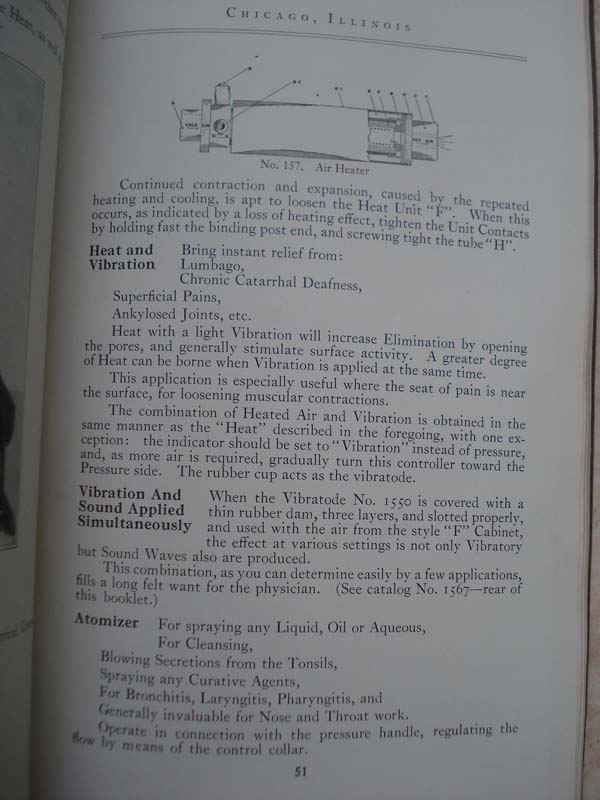 e Heat, as well
CHICAGO, ILLINOIS
COLD AIR
HOT AIR
No. 157. Air Heater
Continued contraction and expansion, caused by the repeated
heating and cooling, is apt to loosen the Heat Unit "F". When this
occurs, as indicated by a loss of heating effect, tighten the Unit Contacts
by holding fast the binding post end, and screwing tight the tube "H".
Heat and Bring instant relief from:
Vibration Lumbago,
Chronic Catarrhal Deafness,
Superficial Pains,
Ankylosed Joints, etc.
Heat with a light Vibration will increase Elimination by opening
the pores, and generally stimulate surface activity. A greater degree
of Heat can be borne when Vibration is applied at the same time.
This application is especially useful where the seat of pain is near
the surface, for loosening muscular contractions.
The combination of Heated Air and Vibration is obtained in the
same manner as the "Heat" described in the foregoing, with one ex-
ception: the indicator should be set to "Vibration" instead of pressure,
and, as more air is required, gradually turn this controller toward the
Pressure side. The rubber cup acts as the vibratode.
Vibration And When the Vibratode No. 1550 is covered with a
Sound Applied thin rubber dam, three layers, and slotted properly,
Simultaneously and used with the air from the style "F" Cabinet,
the effect at various settings is not only Vibratory
but Sound Waves also are produced.
This combination, as you can determine easily by a few applications,
fills a long felt want for the physician. (See catalog No. 1567—rear of
this booklet.)
Atomizer For spraying any Liquid, Oil or Aqueous,
For Cleansing,
Blowing Secretions from the Tonsils,
Spraying any Curative Agents,
For Bronchitis, Laryngitis, Pharyngitis, and
Generally invaluable for Nose and Throat work.
Operate in connection with the pressure handle, regulating the
flow by means of the control collar.
51